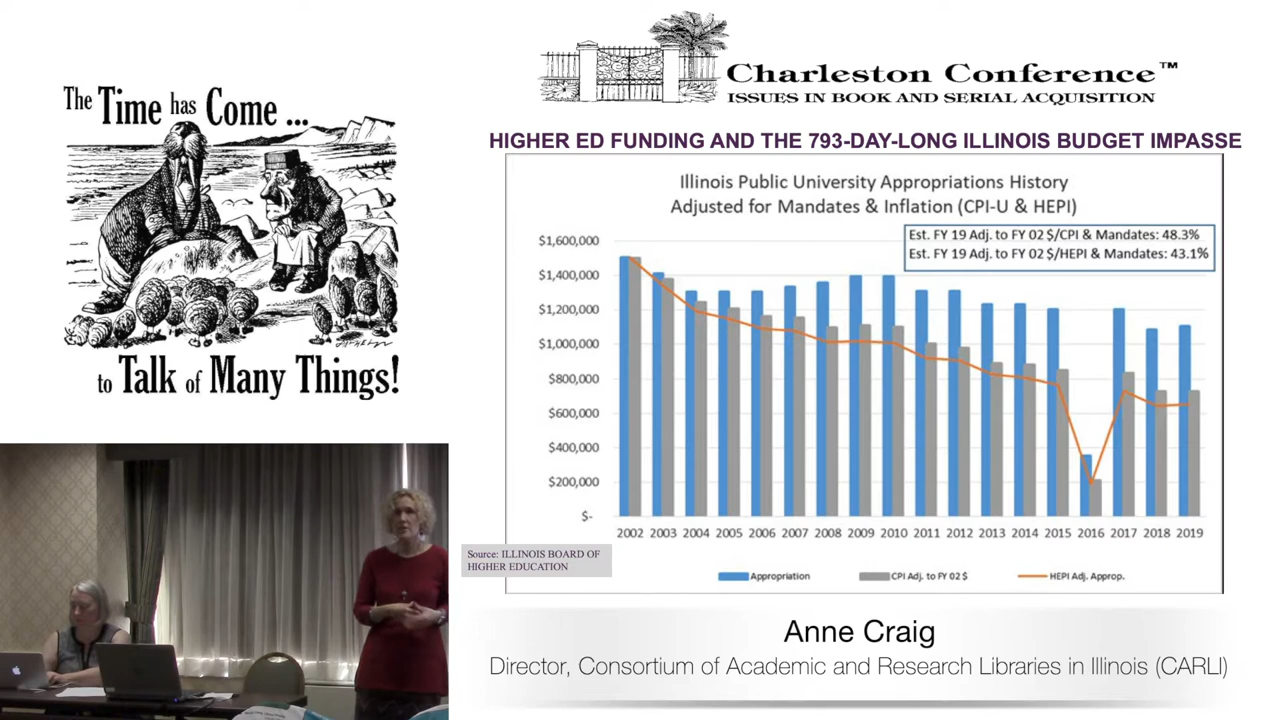 The Time has Come ...
to Talk of Many Things!
Charleston Conference™
ISSUES IN BOOK AND SERIAL ACQUISITION
HIGHER ED FUNDING AND THE 793-DAY-LONG ILLINOIS BUDGET IMPASSE
Illinois Public University Appropriations History
Adjusted for Mandates & Inflation (CPI-U & HEPI)
Est. FY 19 Adj. to FY 02 $/CPI & Mandates: 48.3%
Est. FY 19 Adj. to FY 02 $/HEPI & Mandates: 43.1%
$1,600,000
$1,400,000
$1,200,000
$1,000,000
$800,000
$600,000
$400,000
$200,000
$-
2002 2003 2004 2005 2006 2007 2008 2009 2010 2011 2012 2013 2014 2015 2016 2017 2018 2019
Source: ILLINOIS BOARD OF
HIGHER EDUCATION
Appropriation CPI Adj. to FY 02 $ HEPI Adj. Approp.
Anne Craig
Director, Consortium of Academic and Research Libraries in Illinois (CARLI)